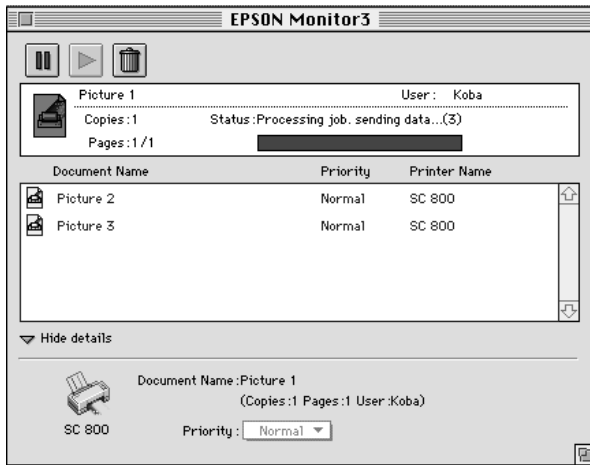 EPSON Monitor3
Picture 1 User: Koba
Copies:1 Status:Processing job. sending data...(3)
Pages:1/1
Document Name Priority Printer Name
Picture 2 Normal SC 800
Picture 3 Normal SC 800
Hide details
Document Name:Picture 1
(Copies:1 Pages:1 User:Koba)
SC 800 Priority: Normal